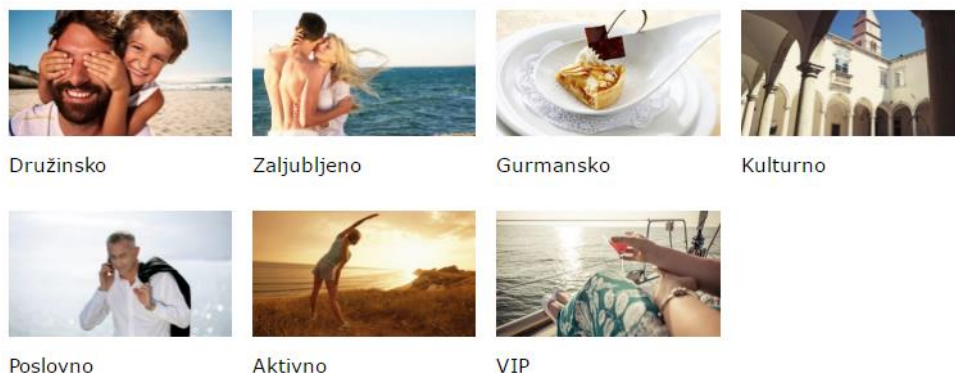 Družinsko
Zaljubljeno
Gurmansko
Kulturno
Poslovno
Aktivno
VIP